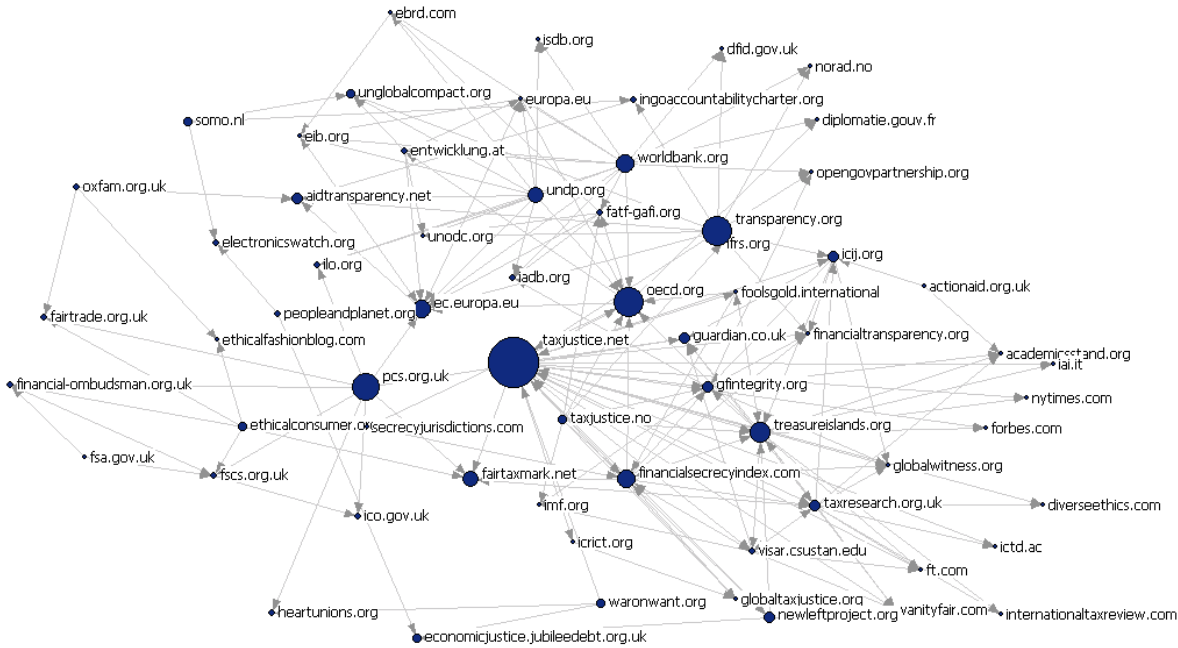 ebrd.com
jsdb.org
dfid.gov.uk
norad.no
unglobalcompact.org
europa.eu
ingoaccountabilitycharter.org
somo.nl
diplomatie.gouv.fr
eib.org
entwicklung.at
worldbank.org
opengovpartnership.org
oxfam.org.uk
aidtransparency.net
undp.org
fatf-gafi.org
transparency.org
electronicswatch.org
unodc.org
ifrs.org
icij.org
ilo.org
iadb.org
oecd.org
foolsgold.international
actionaid.org.uk
ec.europa.eu
peopleandplanet.org
fairtrade.org.uk
ethicalfashionblog.com
taxjustice.net
guardian.co.uk
financialtransparency.org
iai.it
financial-ombudsman.org.uk
pcs.org.uk
gfintegrity.org
nytimes.com
ethicalconsumer.
secrecyjurisdictions.com
taxjustice.no
treasureislands.org
forbes.com
fsa.gov.uk
fscs.org.uk
fairtaxmark.net
financialsecrecyindex.com
globalwitness.org
ico.gov.uk
imf.org
taxresearch.org.uk
diverseethics.com
icrict.org
visar.csustan.edu
ictd.ac
ft.com
heartunions.org
waronwant.org
globaltaxjustice.org
vanityfair.com
internationaltaxreview.com
newleftproject.org
economicjustice.jubileedebt.org.uk